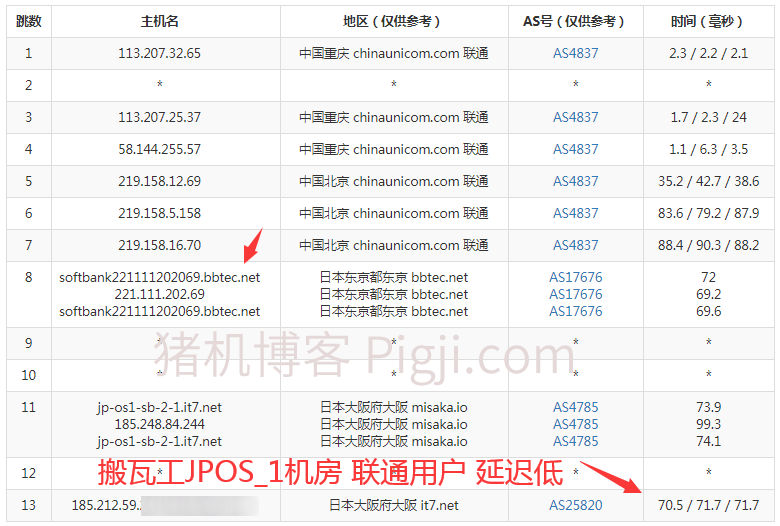 跳数 主机名 地区（仅供参考） AS号（仅供参考） 时间（毫秒）
1 113.207.32.65 中国重庆 chinaunicom.com 联通 AS4837 2.3 / 2.2 / 2.1
2 * * * *
3 113.207.25.37 中国重庆 chinaunicom.com 联通 AS4837 1.7 / 2.3 / 24
4 58.144.255.57 中国重庆 chinaunicom.com 联通 AS4837 1.1 / 6.3 / 3.5
5 219.158.12.69 中国北京 chinaunicom.com 联通 AS4837 35.2 / 42.7 / 38.6
6 219.158.5.158 中国北京 chinaunicom.com 联通 AS4837 83.6 / 79.2 / 87.9
7 219.158.16.70 中国北京 chinaunicom.com 联通 AS4837 88.4 / 90.3 / 88.2
8 softbank221111202069.bbtec.net 日本东京都东京 bbtec.net AS17676 72
221.111.202.69 日本东京都东京 bbtec.net AS17676 69.2
softbank221111202069.bbtec.net 日本东京都东京 bbtec.net AS17676 69.6
9 * * * *
猪机博客 Pigji.com
10 * * * *
11 jp-os1-sb-2-1.it7.net 日本大阪府大阪 misaka.io AS4785 73.9
185.248.84.244 日本大阪府大阪 misaka.io AS4785 99.3
jp-os1-sb-2-1.it7.net 日本大阪府大阪 misaka.io AS4785 74.1
12 * * * *
搬瓦工JPOS_1机房 联通用户 延迟低
13 185.212.59. 日本大阪府大阪 it7.net AS25820 70.5 / 71.7 / 71.7